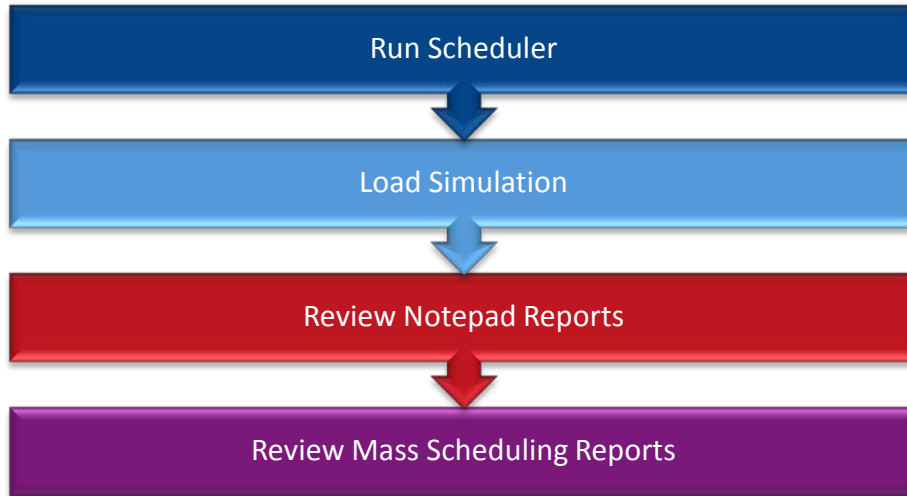 Run Scheduler
Load Simulation
Review Notepad Reports
Review Mass Scheduling Reports